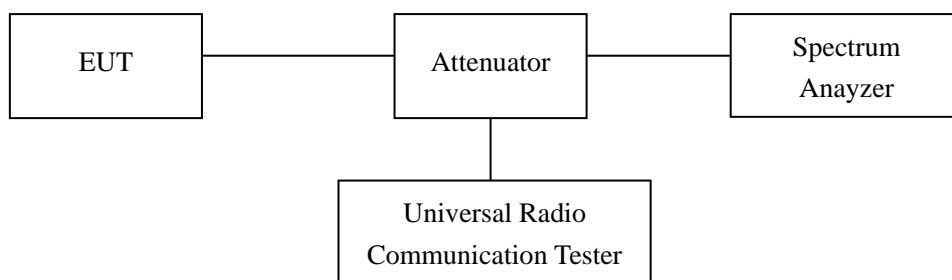 EUT
Attenuator
Spectrum
Anayzer
Universal Radio
Communication Tester